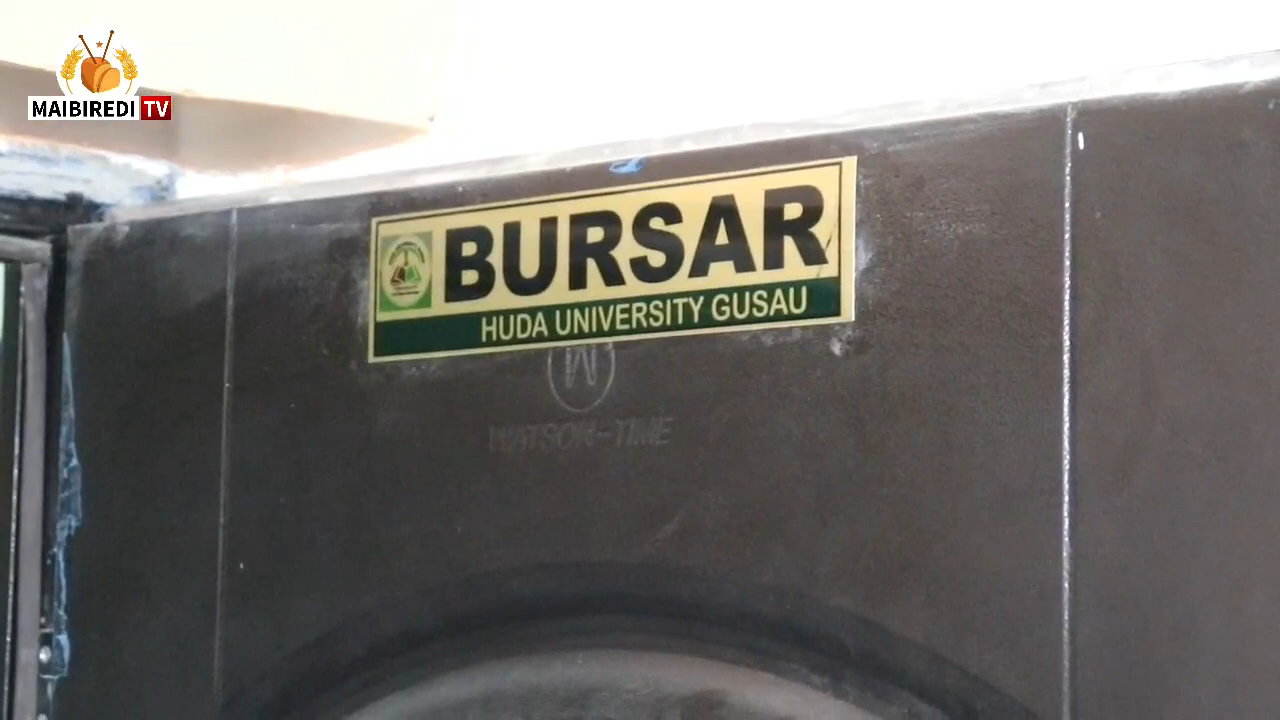 MAIBIREDI TV
BURSAR
HUDA UNIVERSITY GUSAU
M
WATSON-TIME